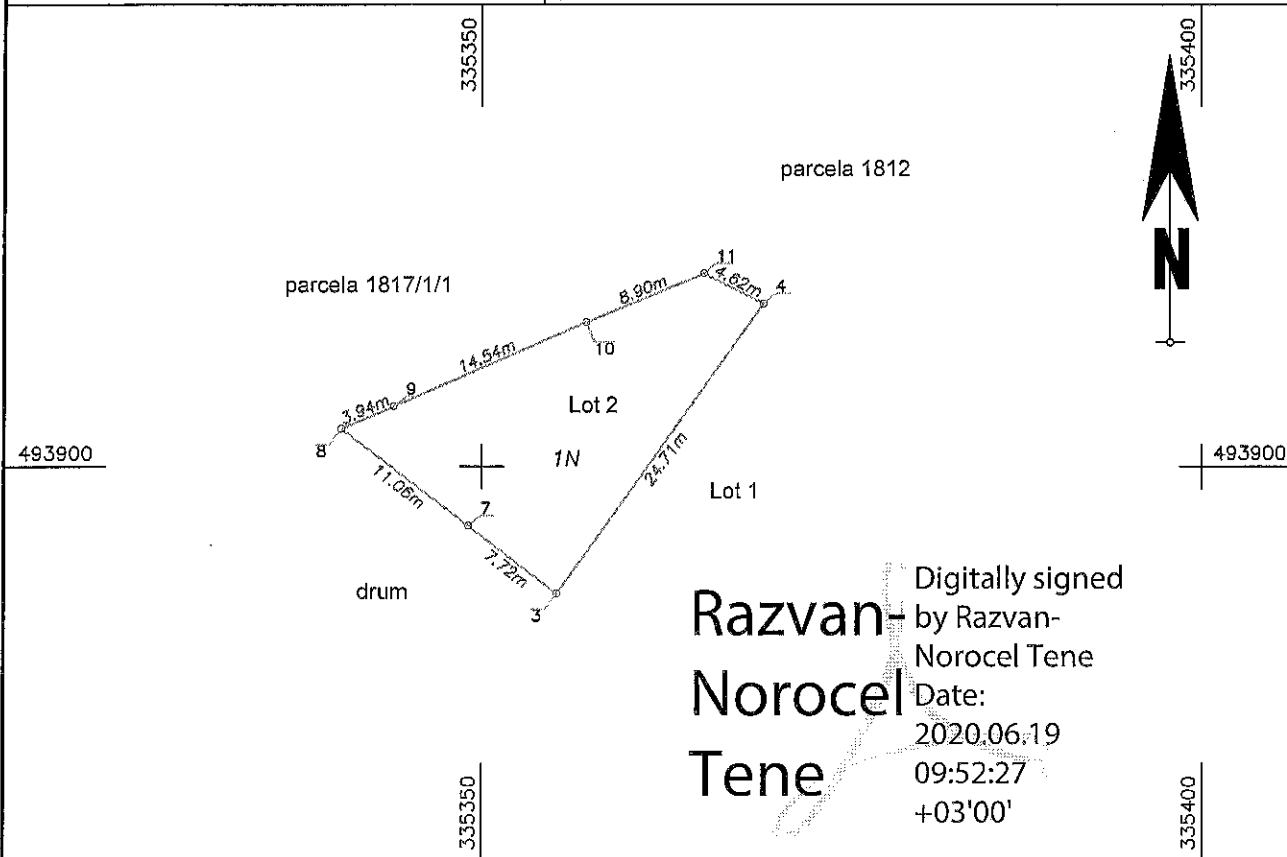 335350
335400
parcela 1812
N
11
parcela 1817/1/1
4.62m
4
8.90m
10
14.54m
9
3.94m
Lot 2
8
493900
1N
493900
11.06m
24.71m
Lot 1
7
7.72m
drum
3
Razvan-
Norocel
Tene
Digitally signed
by Razvan-
Norocel Tene
Date:
2020.06.19
09:52:27
+03'00'
335350
335400